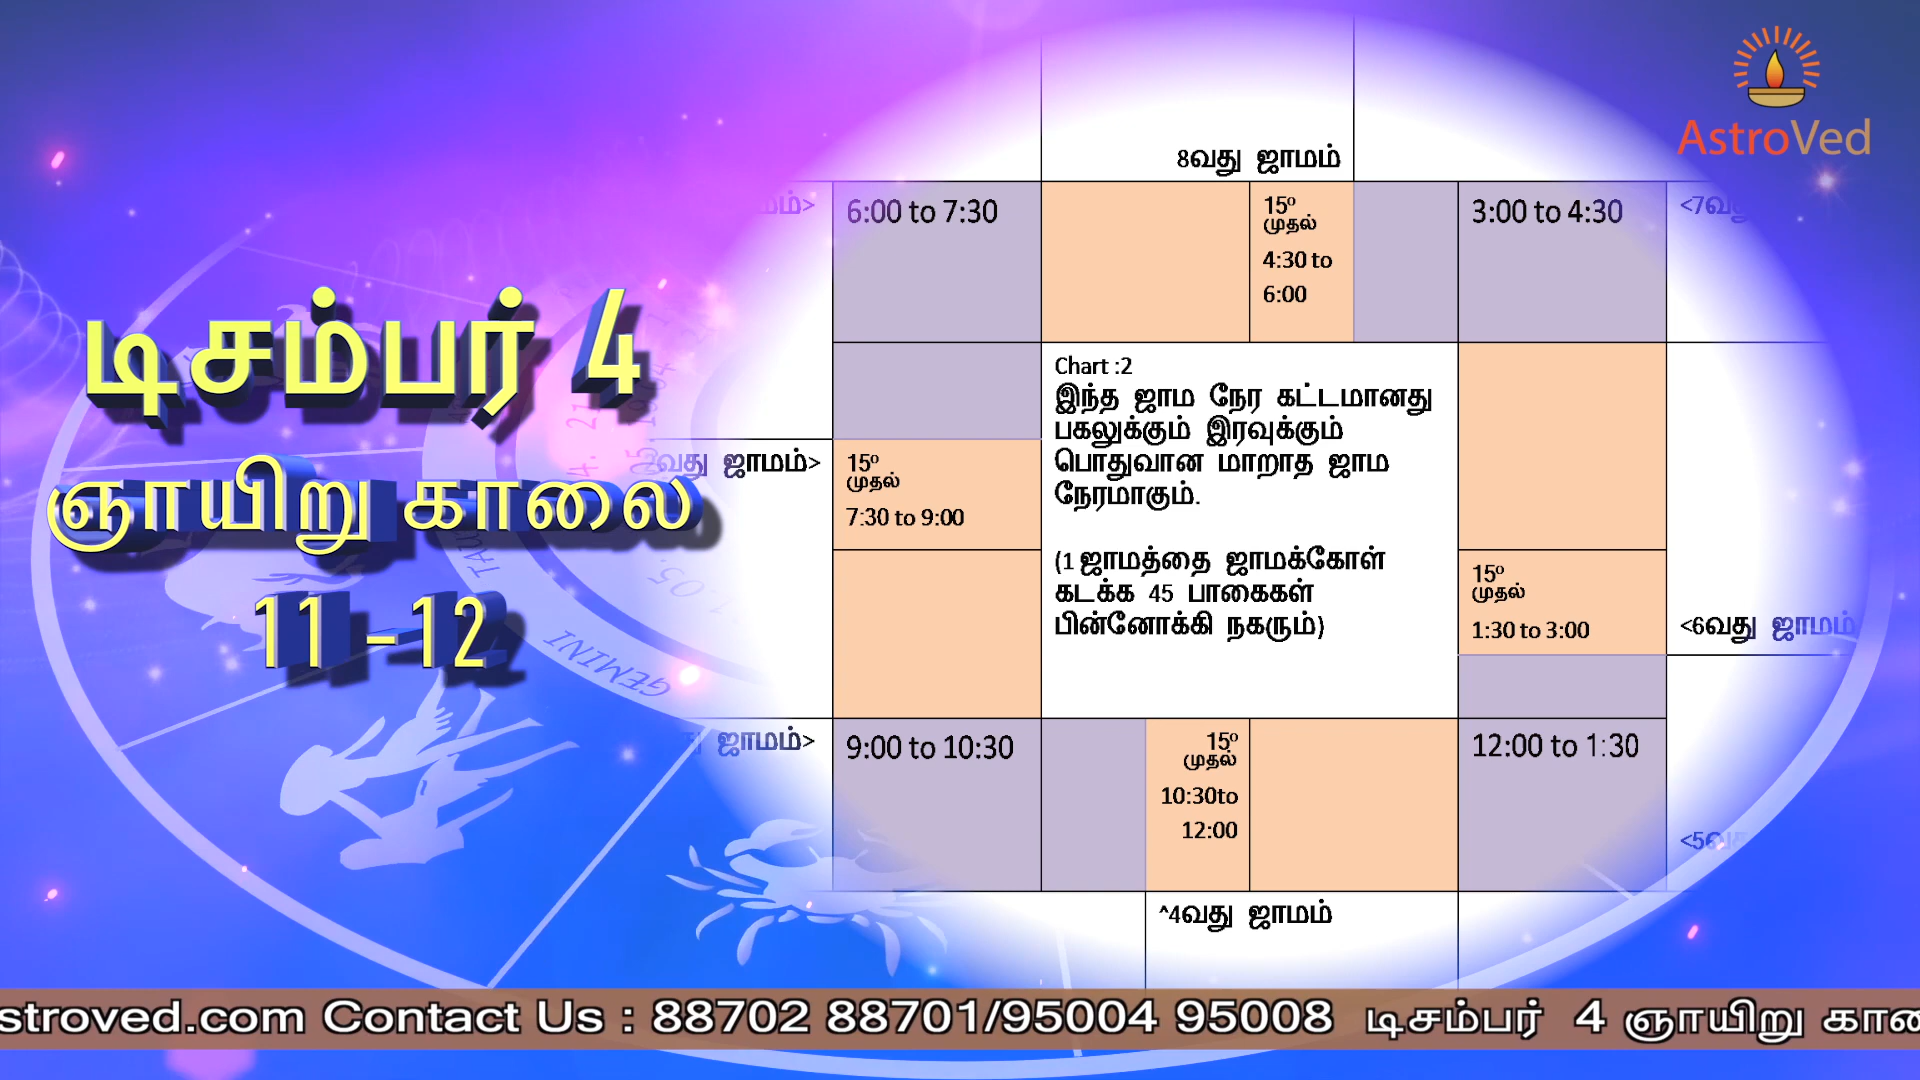 AstroVed
டிசம்பர் 4
ஞாயிறு காலை
11 - 12
8வது ஜாமம்
6:00 to 7:30
15º
முதல்
4:30 to
6:00
3:00 to 4:30
ஜாமம்>
15º
முதல்
7:30 to 9:00
Chart :2
இந்த ஜாம நேர கட்டமானது
பகலுக்கும் இரவுக்கும்
பொதுவான மாறாத ஜாம
நேரமாகும்.
(1 ஜாமத்தை ஜாமக்கோள்
கடக்க 45 பாகைகள்
பின்னோக்கி நகரும்)
15º
முதல்
1:30 to 3:00
<6வது ஜாமம்
ஜாமம்>
9:00 to 10:30
15º
முதல்
10:30to
12:00
12:00 to 1:30
^4வது ஜாமம்
GEMINI
stroved.com Contact Us : 88702 88701/95004 95008 டிசம்பர் 4 ஞாயிறு